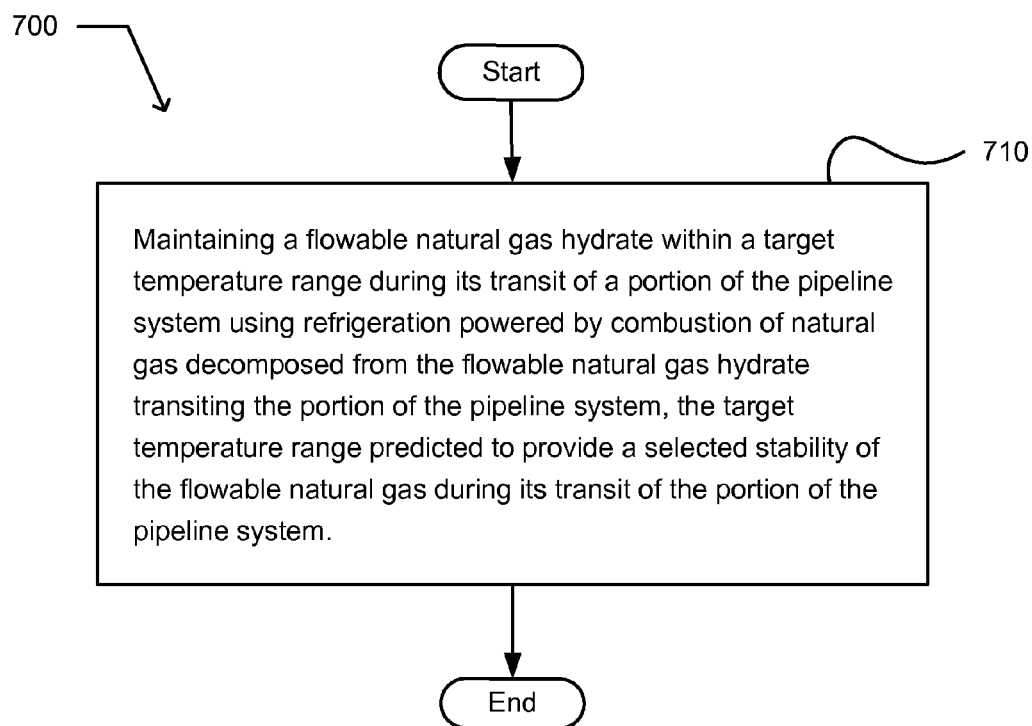 700
Start
710
Maintaining a flowable natural gas hydrate within a target
temperature range during its transit of a portion of the pipeline
system using refrigeration powered by combustion of natural
gas decomposed from the flowable natural gas hydrate
transiting the portion of the pipeline system, the target
temperature range predicted to provide a selected stability of
the flowable natural gas during its transit of the portion of the
pipeline system.
End